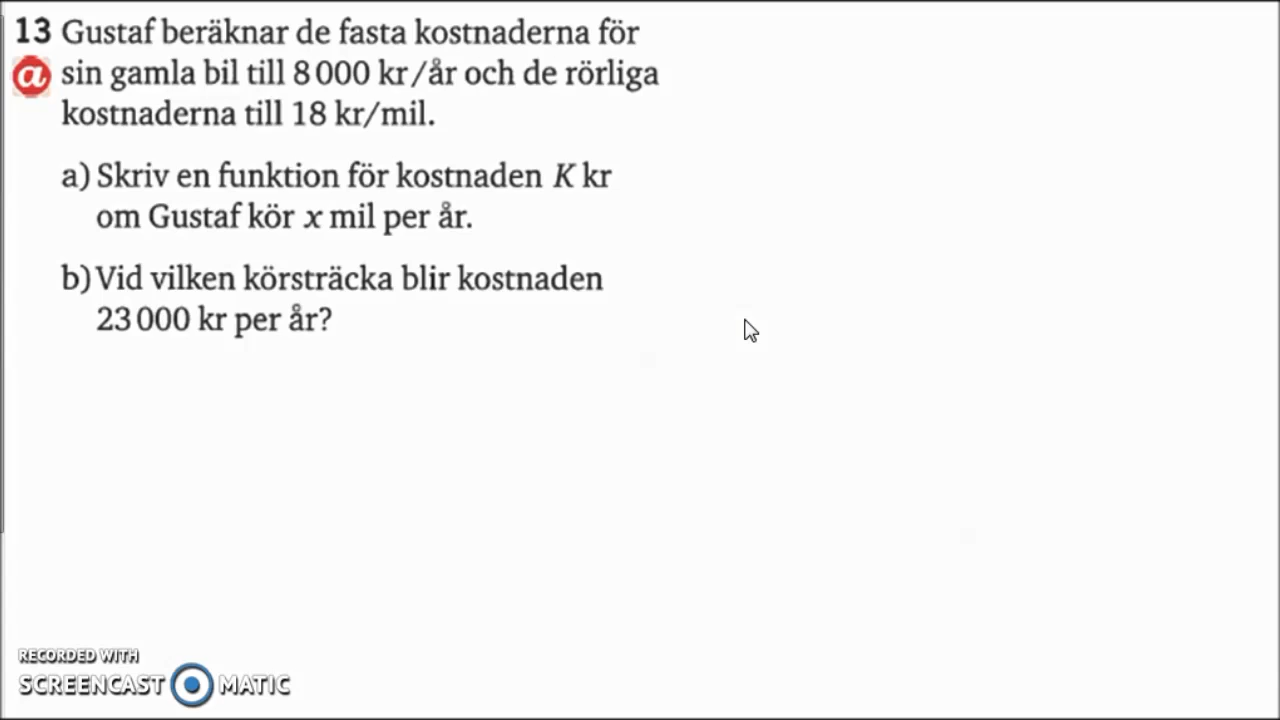 13 Gustaf beräknar de fasta kostnaderna för
a sin gamla bil till 8 000 kr/år och de rörliga
kostnaderna till 18 kr/mil.
a) Skriv en funktion för kostnaden K kr
om Gustaf kör x mil per år.
b) Vid vilken körsträcka blir kostnaden
23 000 kr per år?
RECORDED WITH
SCREENCAST MATIC